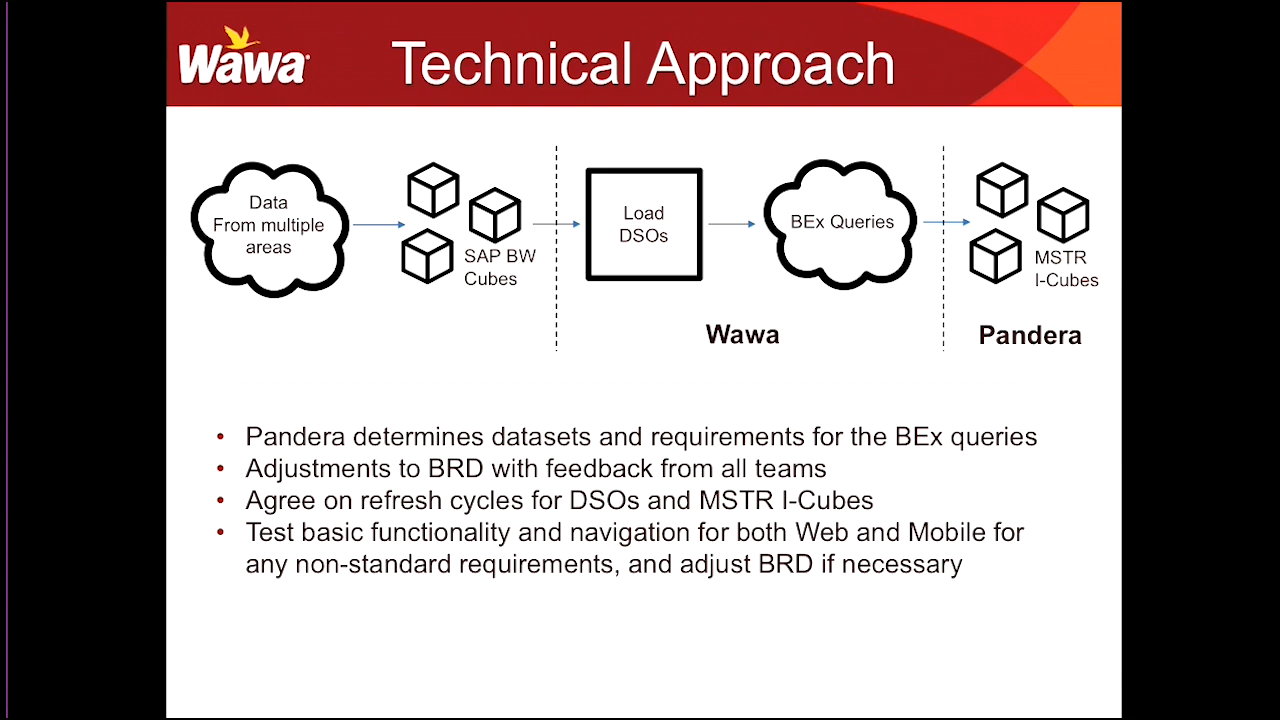 Wawa
Technical Approach
Data
From multiple
areas
SAP BW
Cubes
Load
DSOs
BEx Queries
MSTR
I-Cubes
Wawa
Pandera
• Pandera determines datasets and requirements for the BEx queries
• Adjustments to BRD with feedback from all teams
• Agree on refresh cycles for DSOs and MSTR I-Cubes
• Test basic functionality and navigation for both Web and Mobile for
any non-standard requirements, and adjust BRD if necessary